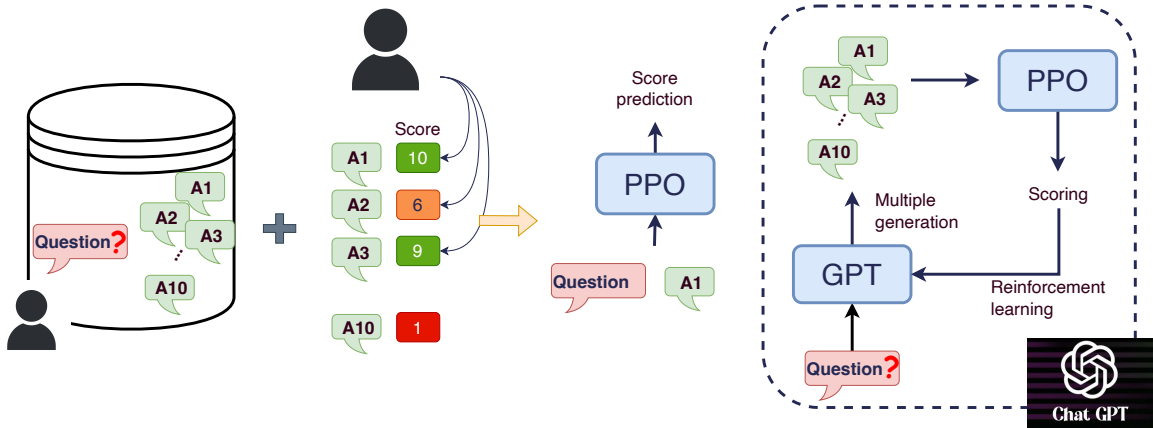 Question?
A1
A2
A3
A10
Score
A1
10
A2
6
A3
9
A10
1
Score
prediction
PPO
Question
A1
A1
A2
A3
A10
PPO
Multiple
generation
Scoring
GPT
Reinforcement
learning
Question?
Chat GPT